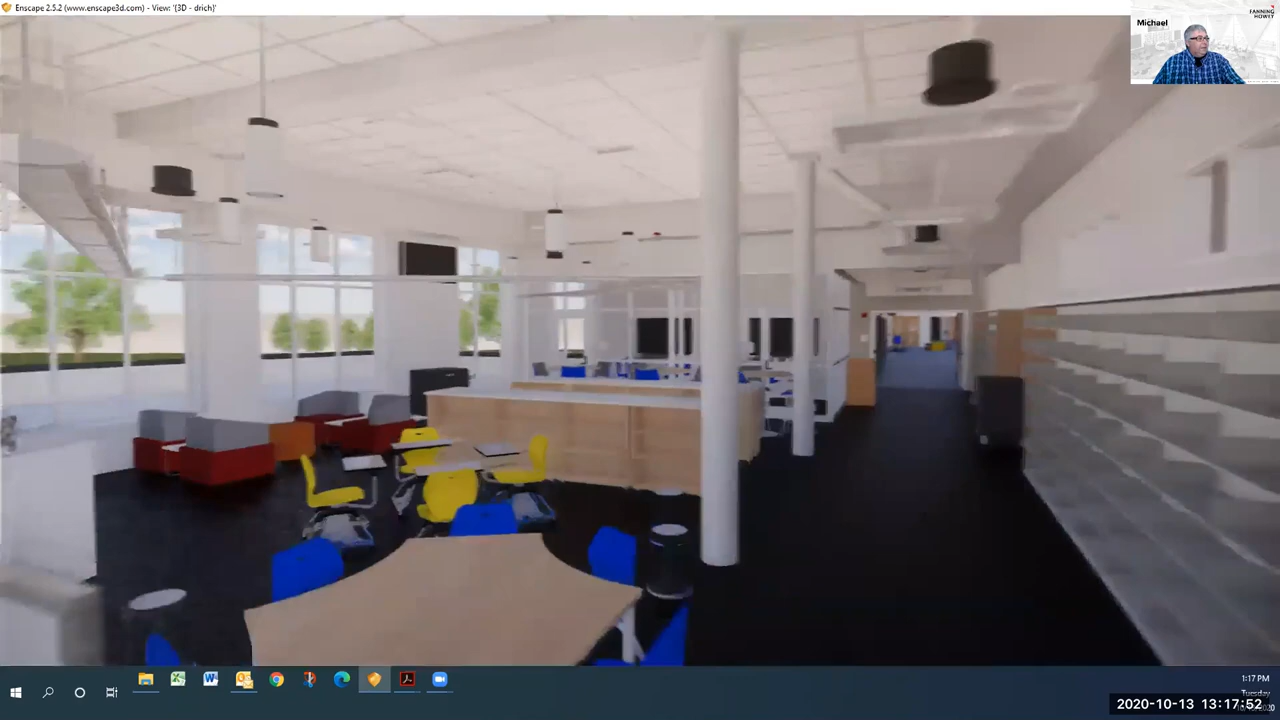 Enscape 2.5.2 (www.enscape3d.com) - View: '{3D - drich}'
Michael
FANNING
HOWEY
1:17 PM
Tuesday
2020-10-13 13:17:52